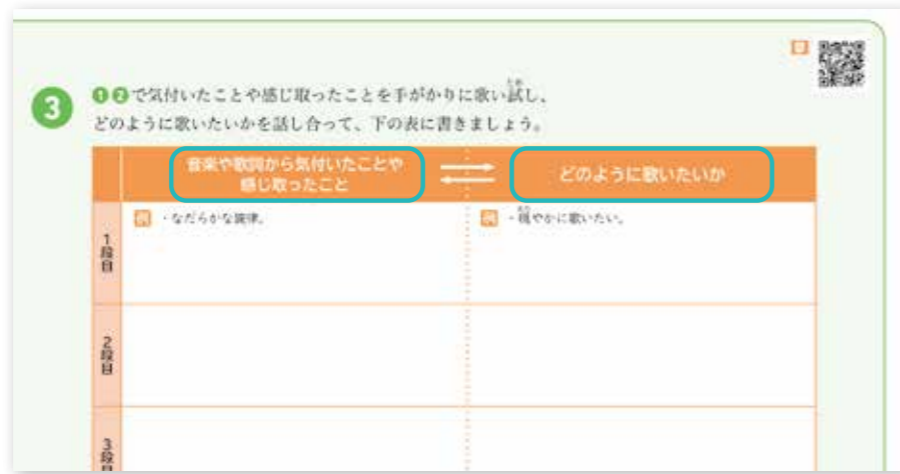 3
❶❷で気付いたことや感じ取ったことを手がかりに歌い試し、
どのように歌いたいかを話し合って、下の表に書きましょう。
音楽や歌詞から気付いたことや
感じ取ったこと
どのように歌いたいか
1段目
例 ・なだらかな旋律。
例 ・穏やかに歌いたい。
2段目
3段目